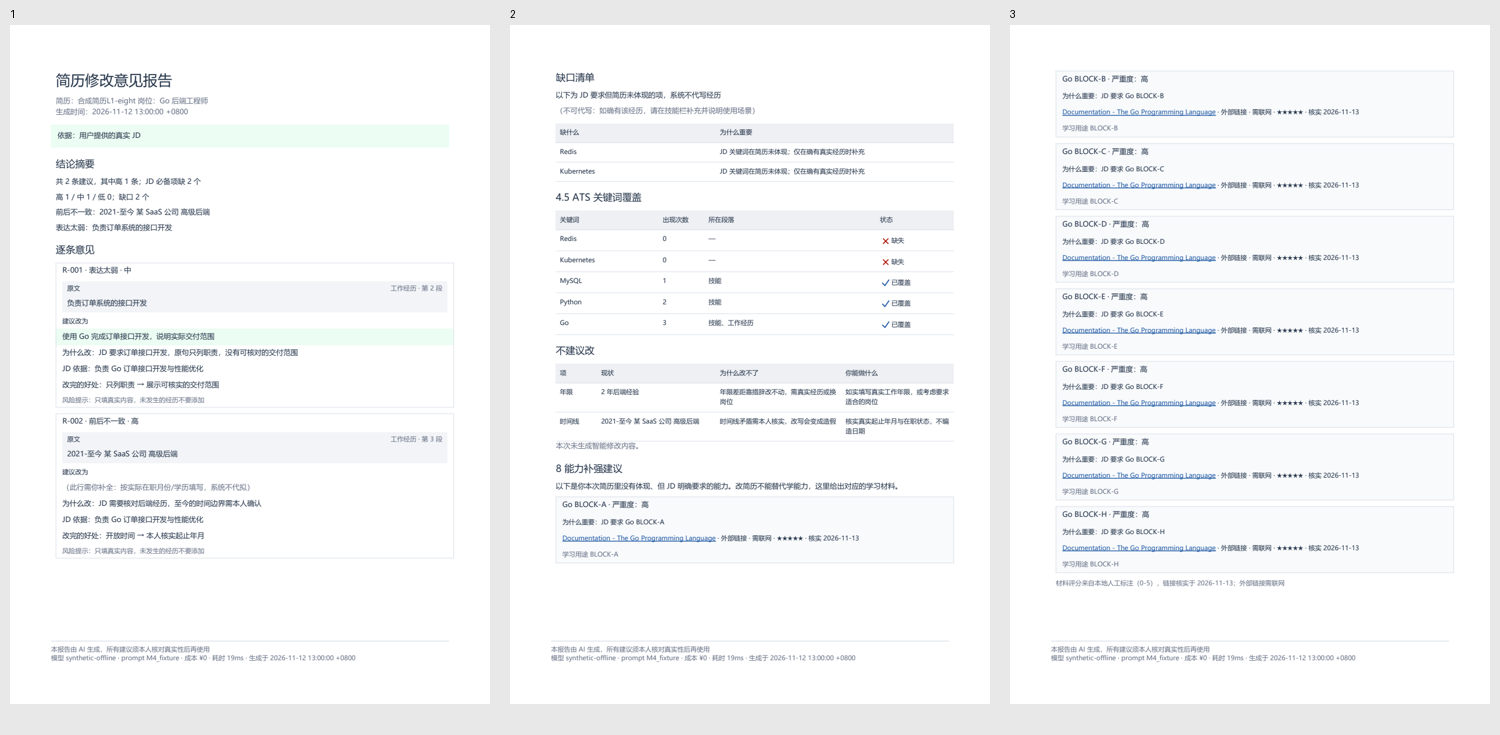 1
简历修改意见报告
简历：合成简历L1-eight 岗位：Go 后端工程师
生成时间：2026-11-12 13:00:00 +0800
依据：用户提供的真实 JD
结论摘要
共 2 条建议，其中高 1 条；JD 必备项缺 2 个
高 1 / 中 1 / 低 0；缺口 2 个
前后不一致：2021-至今 某 SaaS 公司 高级后端
表达太弱：负责订单系统的接口开发
逐条意见
R-001 · 表达太弱 · 中
原文 工作经历 · 第 2 段
负责订单系统的接口开发
建议改为
使用 Go 完成订单接口开发，说明实际交付范围
为什么改：JD 要求订单接口开发，原句只列职责，没有可核对的交付范围
JD 依据：负责 Go 订单接口开发与性能优化
改完的好处：只列职责 → 展示可核实的交付范围
风险提示：只填真实内容，未发生的经历不要添加
R-002 · 前后不一致 · 高
原文 工作经历 · 第 3 段
2021-至今 某 SaaS 公司 高级后端
建议改为
（此行需你补全：按实际在职月份/学历填写，系统不代拟）
为什么改：JD 需要核对后端经历，至今的时间边界需本人确认
JD 依据：负责 Go 订单接口开发与性能优化
改完的好处：开放时间 → 本人核实起止年月
风险提示：只填真实内容，未发生的经历不要添加
本报告由 AI 生成，所有建议须本人核对真实性后再使用
模型 synthetic-offline · prompt M4_fixture · 成本 ¥0 · 耗时 19ms · 生成于 2026-11-12 13:00:00 +0800
2
缺口清单
以下为 JD 要求但简历未体现的项，系统不代写经历
（不可代写：如确有该经历，请在技能栏补充并说明使用场景）
缺什么 为什么重要
Redis JD 关键词在简历未体现；仅在确有真实经历时补充
Kubernetes JD 关键词在简历未体现；仅在确有真实经历时补充
4.5 ATS 关键词覆盖
关键词 出现次数 所在段落 状态
Redis 0 — ✗ 缺失
Kubernetes 0 — ✗ 缺失
MySQL 1 技能 ✓ 已覆盖
Python 2 技能 ✓ 已覆盖
Go 3 技能、工作经历 ✓ 已覆盖
不建议改
项 现状 为什么改不了 你能做什么
年限 2 年后端经验 年限差距靠措辞改不动，需真实经历或换岗位 如实填写真实工作年限，或考虑要求适合的岗位
时间线 2021-至今 某 SaaS 公司 高级后端 时间线矛盾需本人核实，改写会变成造假 核实真实起止年月与在职状态，不编造日期
本次未生成智能修改内容。
8 能力补强建议
以下是你本次简历里没有体现、但 JD 明确要求的能力。改简历不能替代学能力，这里给出对应的学习材料。
Go BLOCK-A · 严重度：高
为什么重要：JD 要求 Go BLOCK-A
Documentation - The Go Programming Language · 外部链接 · 需联网 · ★★★★★ · 核实 2026-11-13
学习用途 BLOCK-A
本报告由 AI 生成，所有建议须本人核对真实性后再使用
模型 synthetic-offline · prompt M4_fixture · 成本 ¥0 · 耗时 19ms · 生成于 2026-11-12 13:00:00 +0800
3
Go BLOCK-B · 严重度：高
为什么重要：JD 要求 Go BLOCK-B
Documentation - The Go Programming Language · 外部链接 · 需联网 · ★★★★★ · 核实 2026-11-13
学习用途 BLOCK-B
Go BLOCK-C · 严重度：高
为什么重要：JD 要求 Go BLOCK-C
Documentation - The Go Programming Language · 外部链接 · 需联网 · ★★★★★ · 核实 2026-11-13
学习用途 BLOCK-C
Go BLOCK-D · 严重度：高
为什么重要：JD 要求 Go BLOCK-D
Documentation - The Go Programming Language · 外部链接 · 需联网 · ★★★★★ · 核实 2026-11-13
学习用途 BLOCK-D
Go BLOCK-E · 严重度：高
为什么重要：JD 要求 Go BLOCK-E
Documentation - The Go Programming Language · 外部链接 · 需联网 · ★★★★★ · 核实 2026-11-13
学习用途 BLOCK-E
Go BLOCK-F · 严重度：高
为什么重要：JD 要求 Go BLOCK-F
Documentation - The Go Programming Language · 外部链接 · 需联网 · ★★★★★ · 核实 2026-11-13
学习用途 BLOCK-F
Go BLOCK-G · 严重度：高
为什么重要：JD 要求 Go BLOCK-G
Documentation - The Go Programming Language · 外部链接 · 需联网 · ★★★★★ · 核实 2026-11-13
学习用途 BLOCK-G
Go BLOCK-H · 严重度：高
为什么重要：JD 要求 Go BLOCK-H
Documentation - The Go Programming Language · 外部链接 · 需联网 · ★★★★★ · 核实 2026-11-13
学习用途 BLOCK-H
材料评分来自本地人工标注（0-5），链接核实于 2026-11-13；外部链接需联网
本报告由 AI 生成，所有建议须本人核对真实性后再使用
模型 synthetic-offline · prompt M4_fixture · 成本 ¥0 · 耗时 19ms · 生成于 2026-11-12 13:00:00 +0800